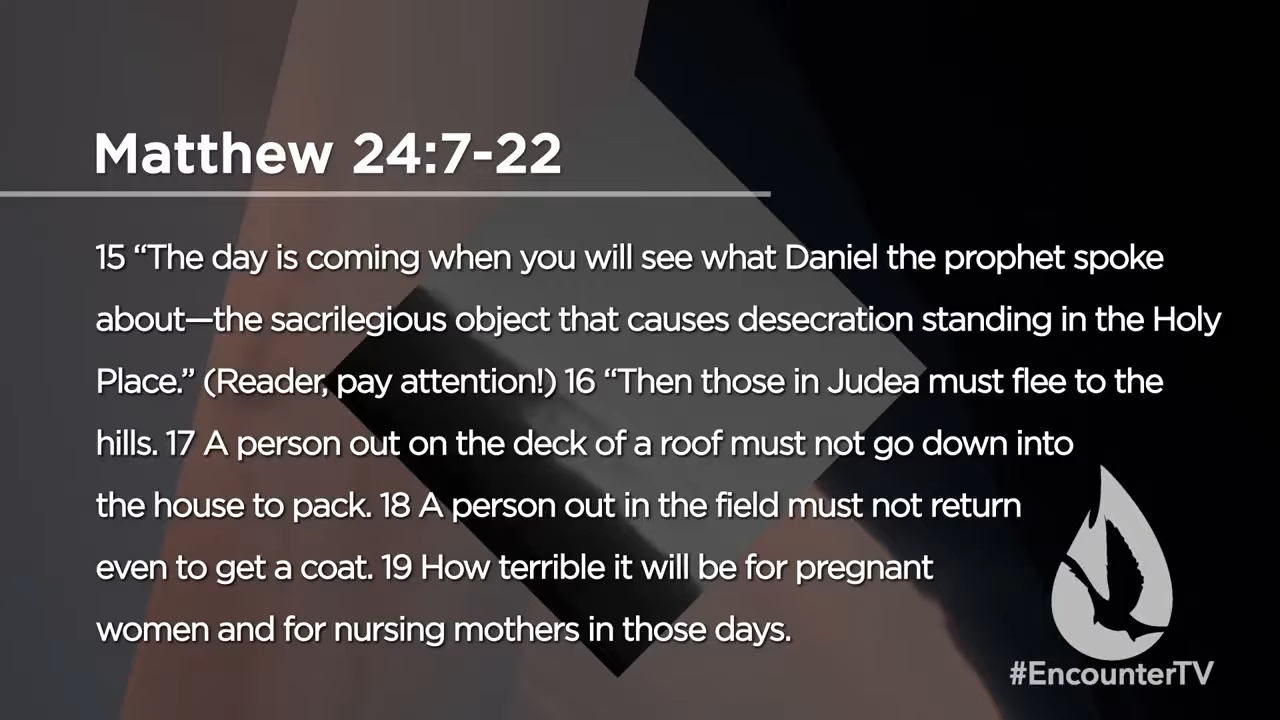 Matthew 24:7-22
15 “The day is coming when you will see what Daniel the prophet spoke
about—the sacrilegious object that causes desecration standing in the Holy
Place.” (Reader, pay attention!) 16 “Then those in Judea must flee to the
hills. 17 A person out on the deck of a roof must not go down into
the house to pack. 18 A person out in the field must not return
even to get a coat. 19 How terrible it will be for pregnant
women and for nursing mothers in those days.
#EncounterTV